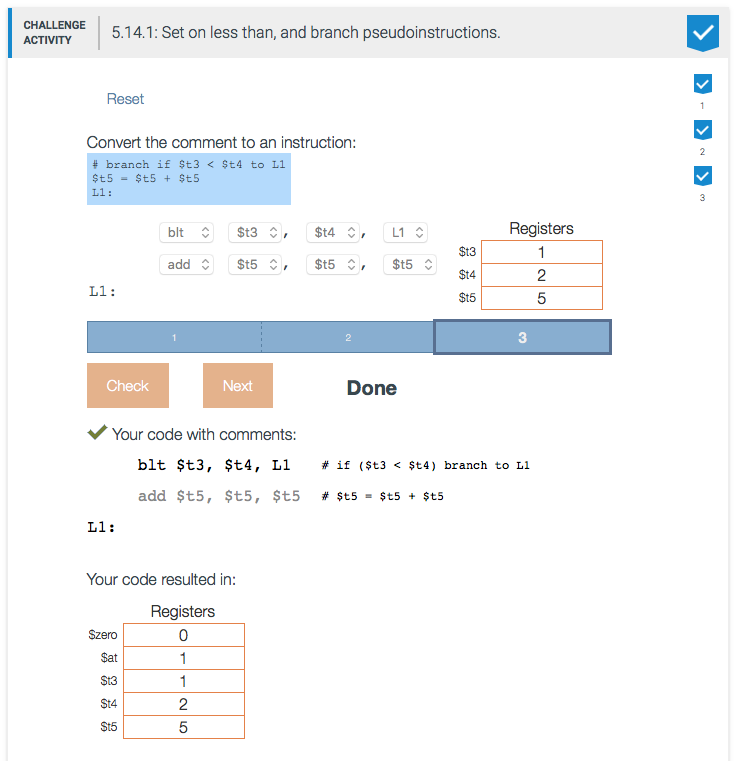 CHALLENGE ACTIVITY
5.14.1: Set on less than, and branch pseudoinstructions.
1
2
3
Reset
Convert the comment to an instruction:
# branch if $t3 < $t4 to L1
$t5 = $t5 + $t5
L1:
blt $t3 , $t4 , L1
add $t5 , $t5 , $t5
L1:
Registers
$t3 1
$t4 2
$t5 5
1 2 3
Check Next Done
Your code with comments:
blt $t3, $t4, L1 # if ($t3 < $t4) branch to L1
add $t5, $t5, $t5 # $t5 = $t5 + $t5
L1:
Your code resulted in:
Registers
$zero 0
$at 1
$t3 1
$t4 2
$t5 5